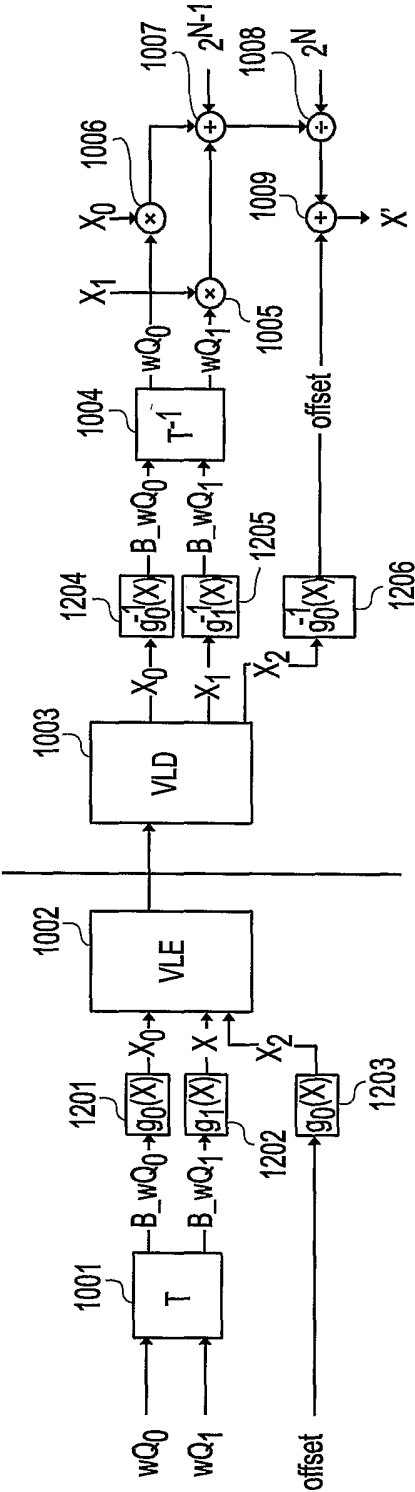 wQ0
wQ1
offset
1001
T
B_wQ0
B_wQ1
1201
g0(X)
g1(X)
1202
g0(X)
1203
X0
X
X2
1002
VLE
1003
VLD
X0
X1
X2
1204
g0-1(X)
g1-1(X)
1205
g0-1(X)
1206
B_wQ0
B_wQ1
1004
T-1
wQ0
wQ1
offset
X1
X0
×
1005
×
1006
1007
+
2N-1
1008
÷
2N
1009
+
X'